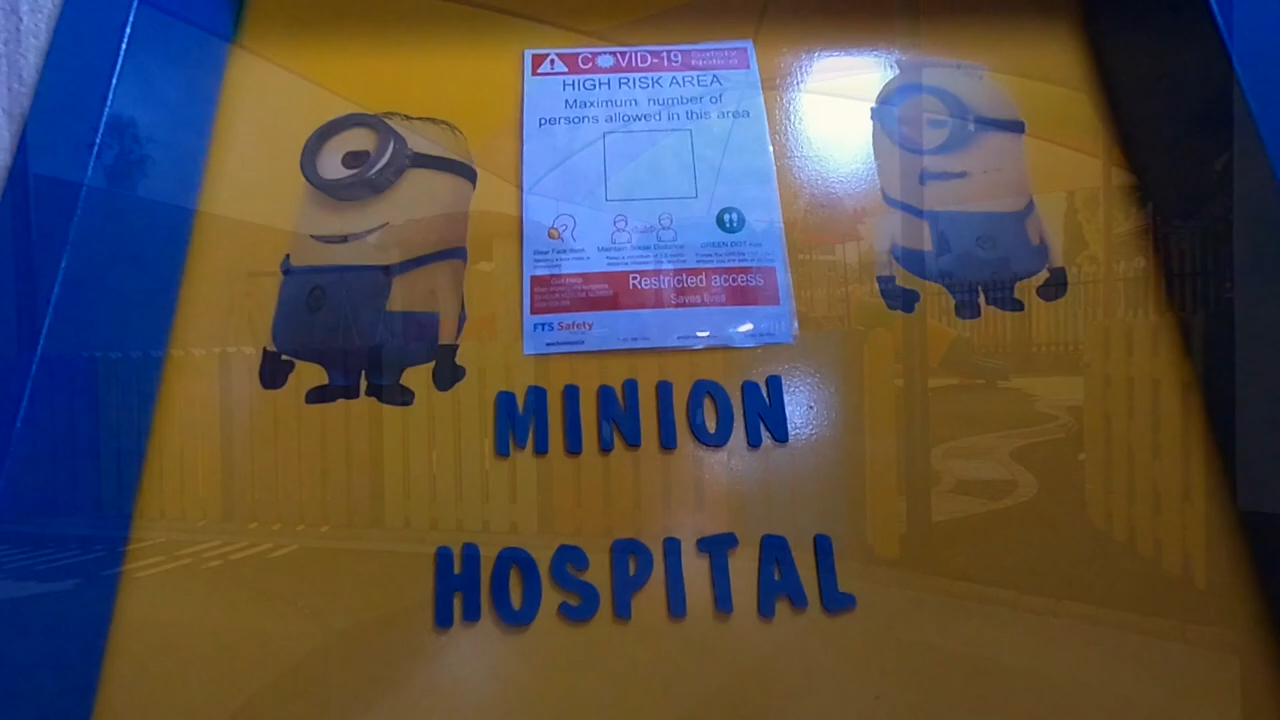 COVID-19 Safety Notice
HIGH RISK AREA
Maximum number of
persons allowed in this area
Wear Face Mask
Maintain Social Distance
GREEN DOT
Restricted access
Saves lives
FTS Safety
MINION
HOSPITAL